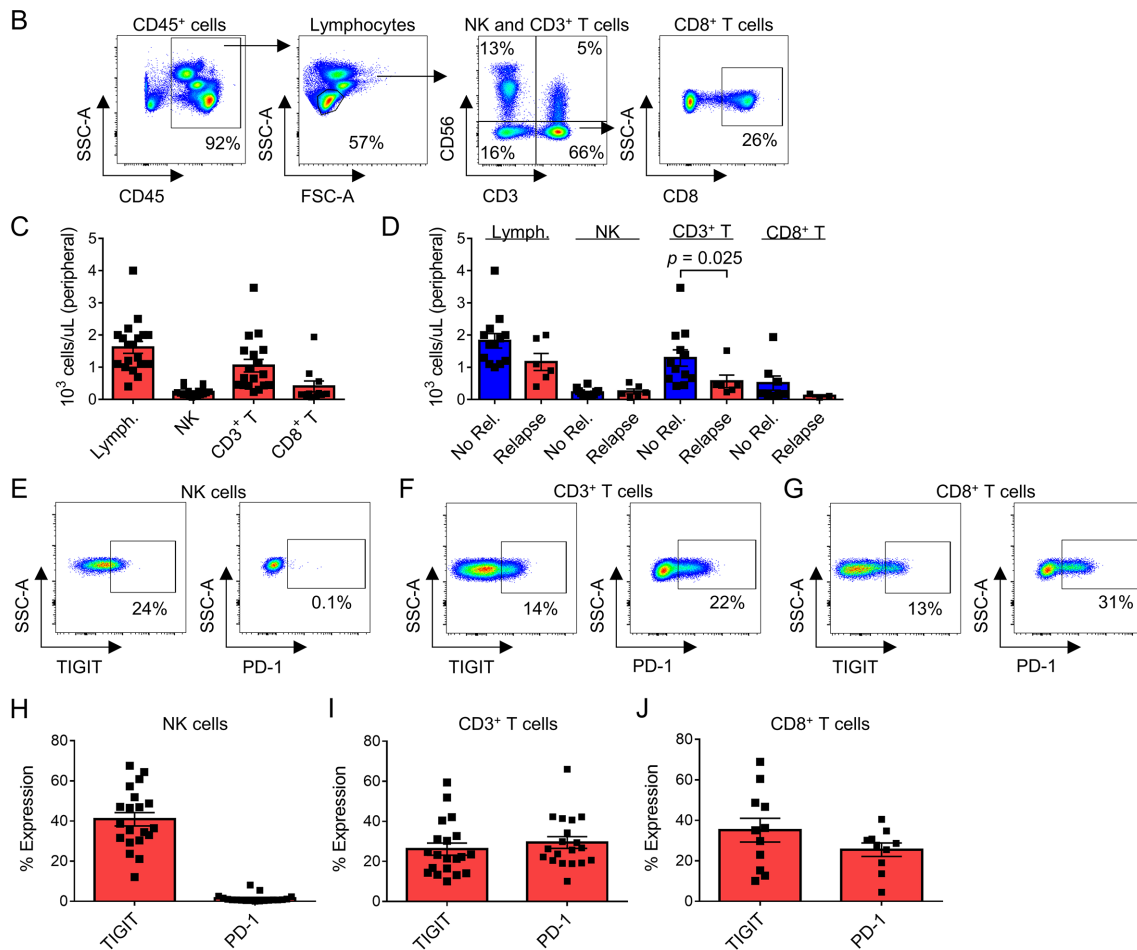 B
CD45⁺ cells
Lymphocytes
NK and CD3⁺ T cells
CD8⁺ T cells
SSC-A
92%
CD45
SSC-A
57%
FSC-A
CD56
13%
5%
16%
66%
CD3
SSC-A
26%
CD8
C
10³ cells/uL (peripheral)
5
4
3
2
1
0
Lymph.
NK
CD3⁺ T
CD8⁺ T
D
10³ cells/uL (peripheral)
5
4
3
2
1
0
Lymph.
NK
CD3⁺ T
CD8⁺ T
p = 0.025
No Rel.
Relapse
No Rel.
Relapse
No Rel.
Relapse
No Rel.
Relapse
E
NK cells
SSC-A
24%
TIGIT
SSC-A
0.1%
PD-1
F
CD3⁺ T cells
SSC-A
14%
TIGIT
SSC-A
22%
PD-1
G
CD8⁺ T cells
SSC-A
13%
TIGIT
SSC-A
31%
PD-1
H
NK cells
% Expression
80
60
40
20
0
TIGIT
PD-1
I
CD3⁺ T cells
% Expression
80
60
40
20
0
TIGIT
PD-1
J
CD8⁺ T cells
% Expression
80
60
40
20
0
TIGIT
PD-1